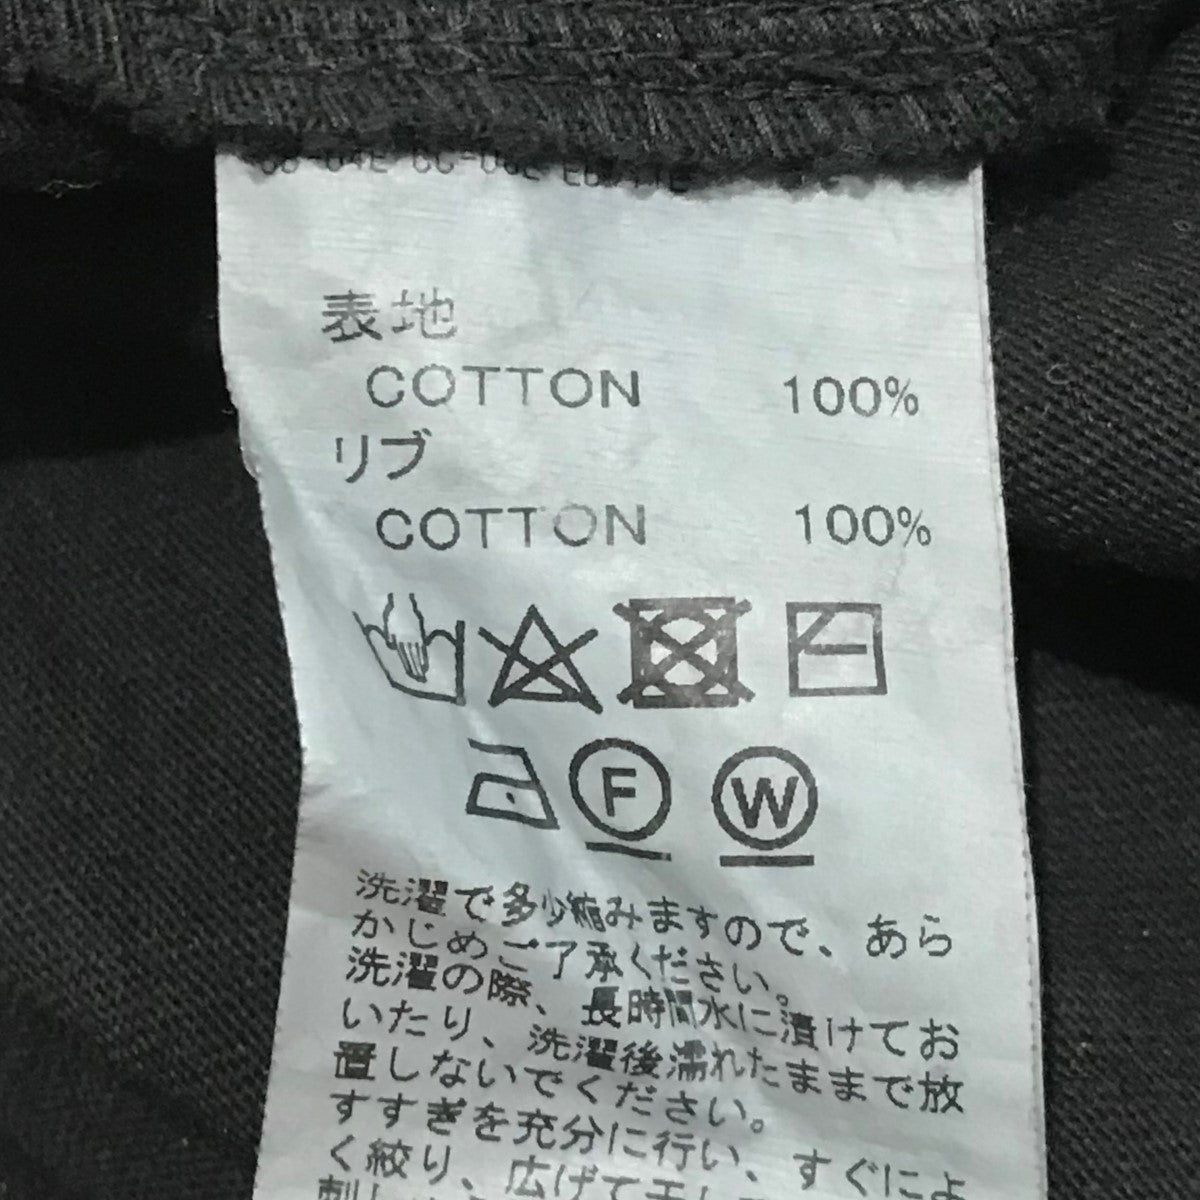 表地
COTTON 100%
リブ
COTTON 100%
F W
洗濯で多少縮みますので、あら
かじめご了承ください。
洗濯の際、長時間水に漬けてお
いたり、洗濯後濡れたままで放
置しないでください。
すすぎを充分に行い、すぐによ
く絞り、広げて干し